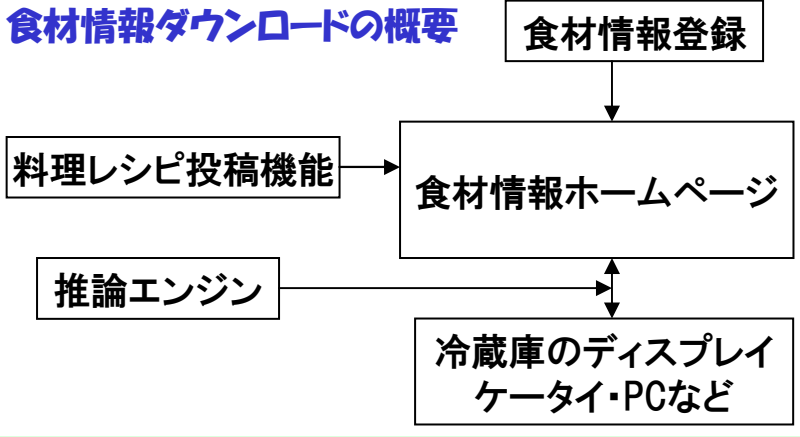 食材情報ダウンロードの概要
食材情報登録
料理レシピ投稿機能
食材情報ホームページ
推論エンジン
冷蔵庫のディスプレイ
ケータイ・PCなど